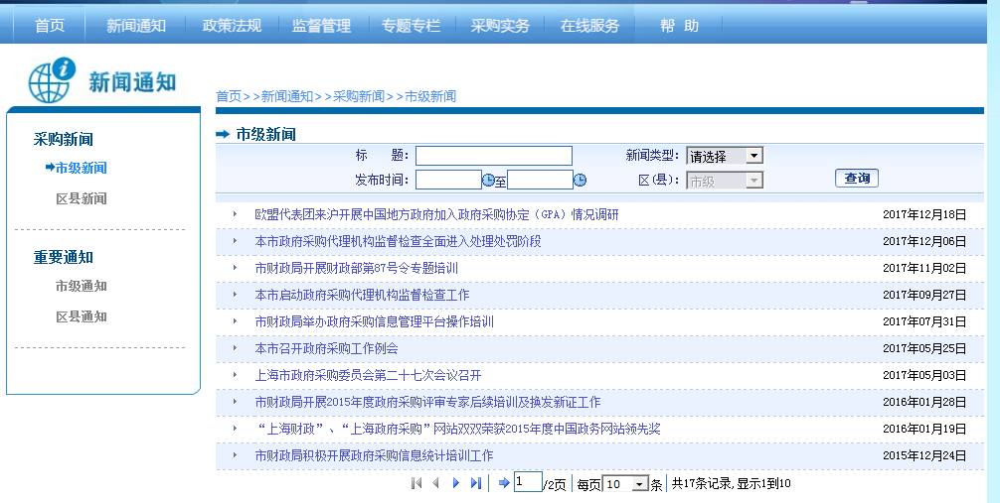 首页 新闻通知 政策法规 监督管理 专题专栏 采购实务 在线服务 帮 助
新闻通知
首页>>新闻通知>>采购新闻>>市级新闻
采购新闻
市级新闻
区县新闻
重要通知
市级通知
区县通知
市级新闻
标 题： 新闻类型： 请选择
发布时间： 至 区(县)： 市级 查询
欧盟代表团来沪开展中国地方政府加入政府采购协定（GPA）情况调研 2017年12月18日
本市政府采购代理机构监督检查全面进入处理处罚阶段 2017年12月06日
市财政局开展财政部第87号令专题培训 2017年11月02日
本市启动政府采购代理机构监督检查工作 2017年09月27日
市财政局举办政府采购信息管理平台操作培训 2017年07月31日
本市召开政府采购工作例会 2017年05月25日
上海市政府采购委员会第二十七次会议召开 2017年05月03日
市财政局开展2015年度政府采购评审专家后续培训及换发新证工作 2016年01月28日
“上海财政”、“上海政府采购”网站双双荣获2015年度中国政务网站领先奖 2016年01月19日
市财政局积极开展政府采购信息统计培训工作 2015年12月24日
1 /2页 每页 10 条 共17条记录,显示1到10